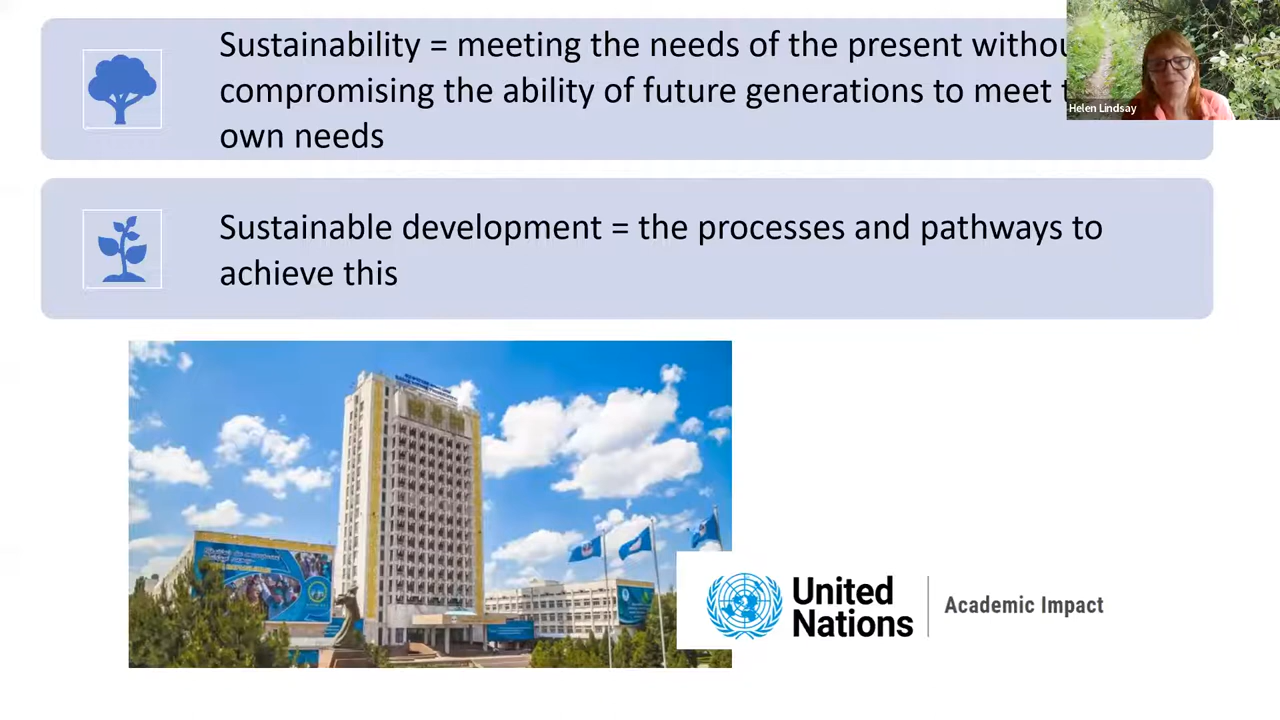 Sustainability = meeting the needs of the present withou
compromising the ability of future generations to meet t
own needs
Helen Lindsay
Sustainable development = the processes and pathways to
achieve this
United
Nations
Academic Impact